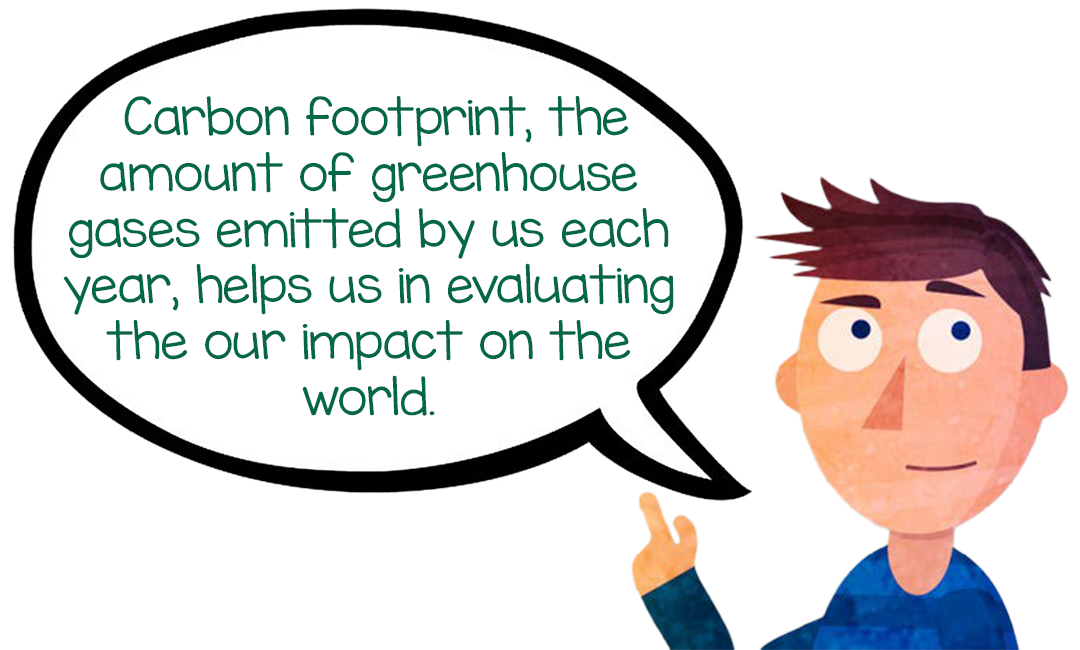 Carbon footprint, the
amount of greenhouse
gases emitted by us each
year, helps us in evaluating
the our impact on the
world.